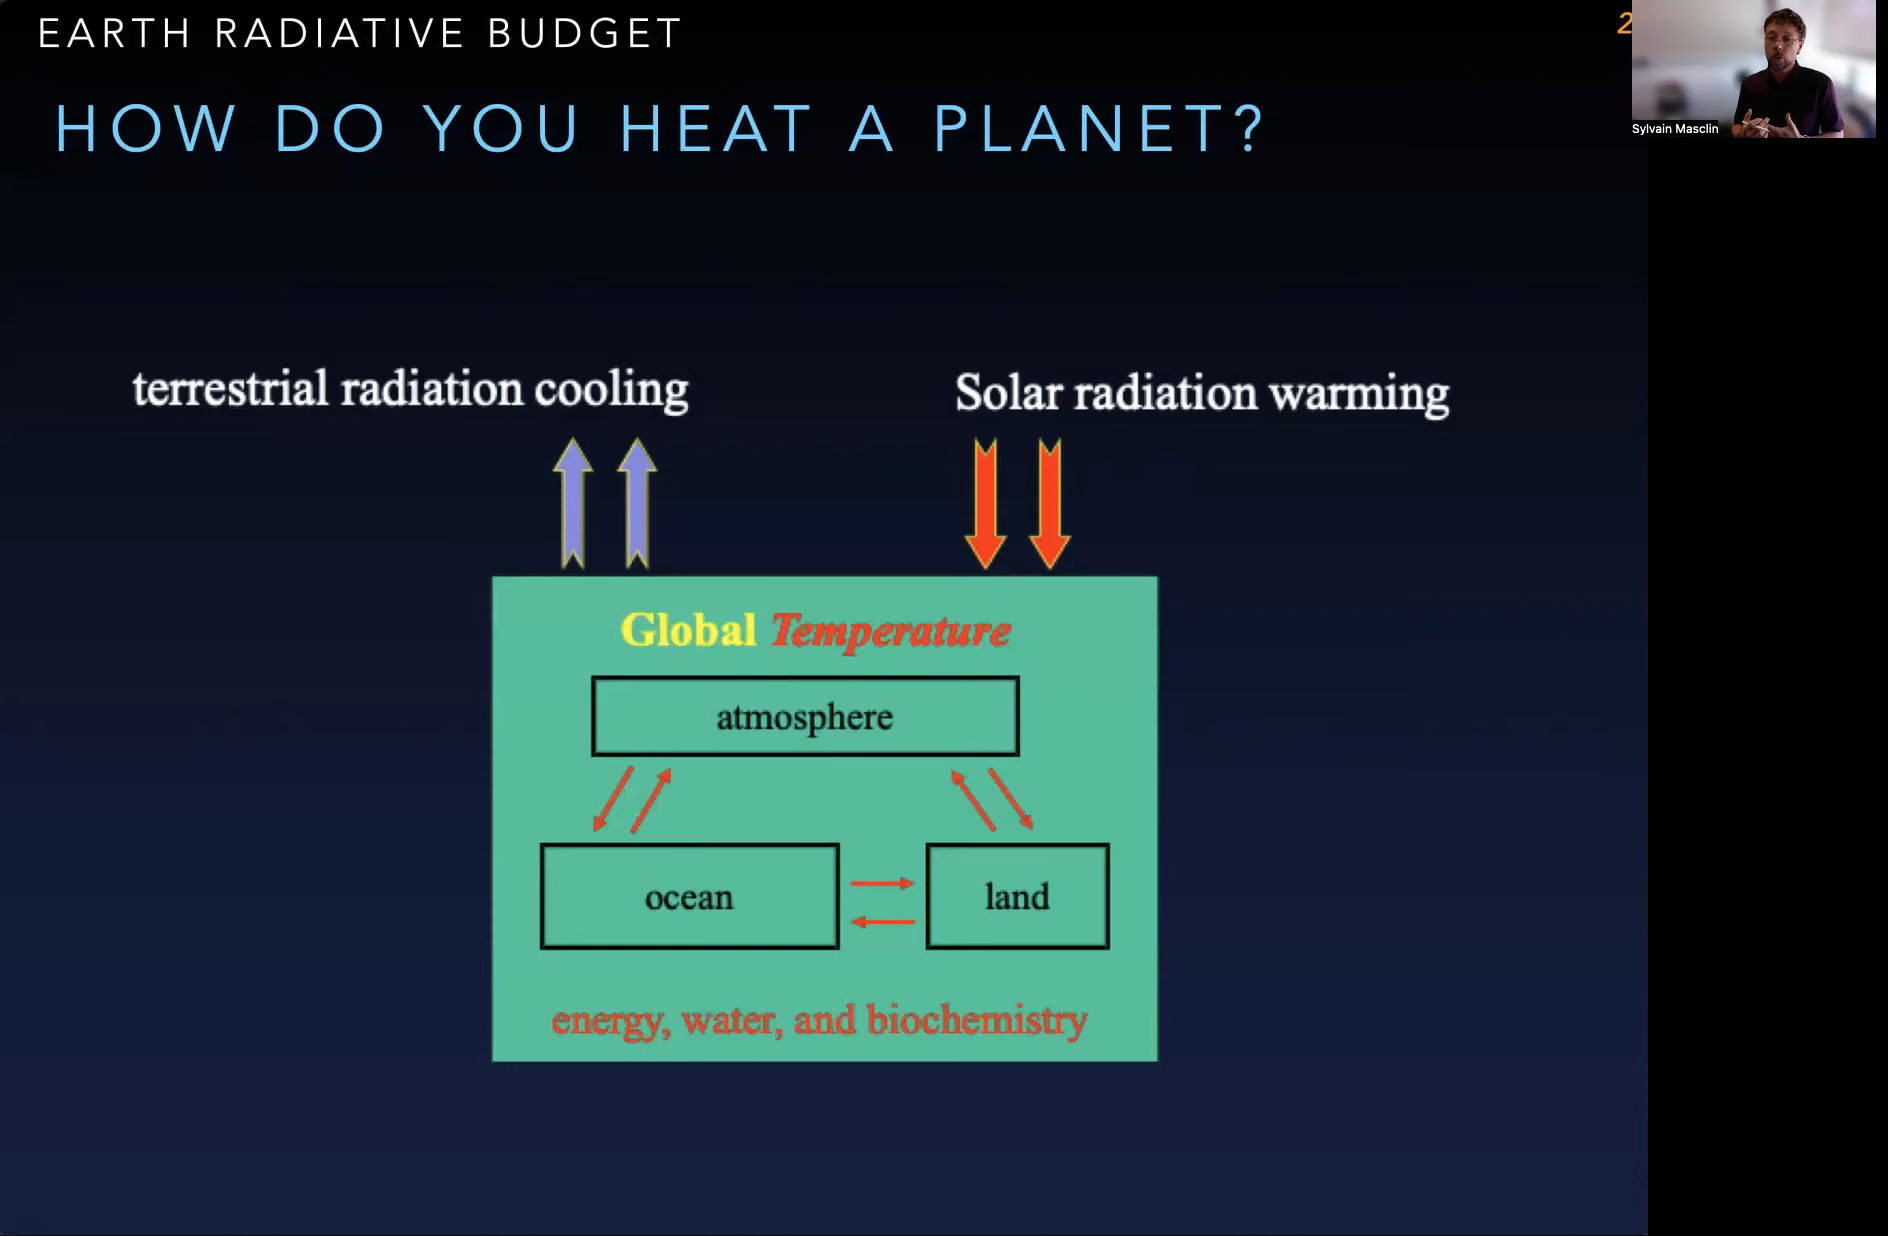 EARTH RADIATIVE BUDGET
2
HOW DO YOU HEAT A PLANET?
Sylvain Masclin
terrestrial radiation cooling
Solar radiation warming
Global Temperature
atmosphere
ocean
land
energy, water, and biochemistry